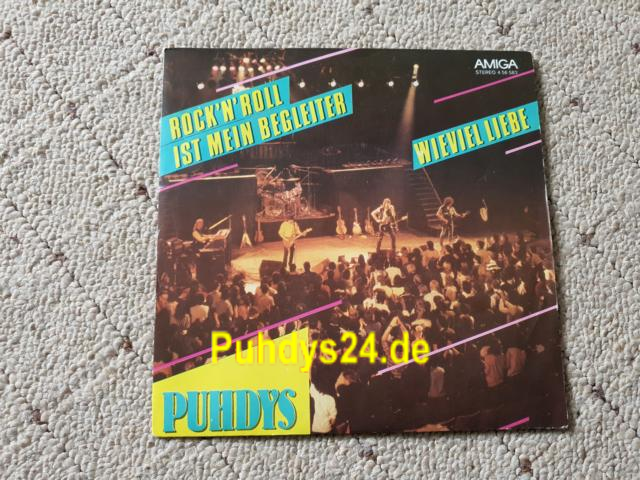 AMIGA
STEREO 4 56 583
ROCK'N'ROLL
IST MEIN BEGLEITER
WIEVIEL LIEBE
Puhdys24.de
PUHDYS